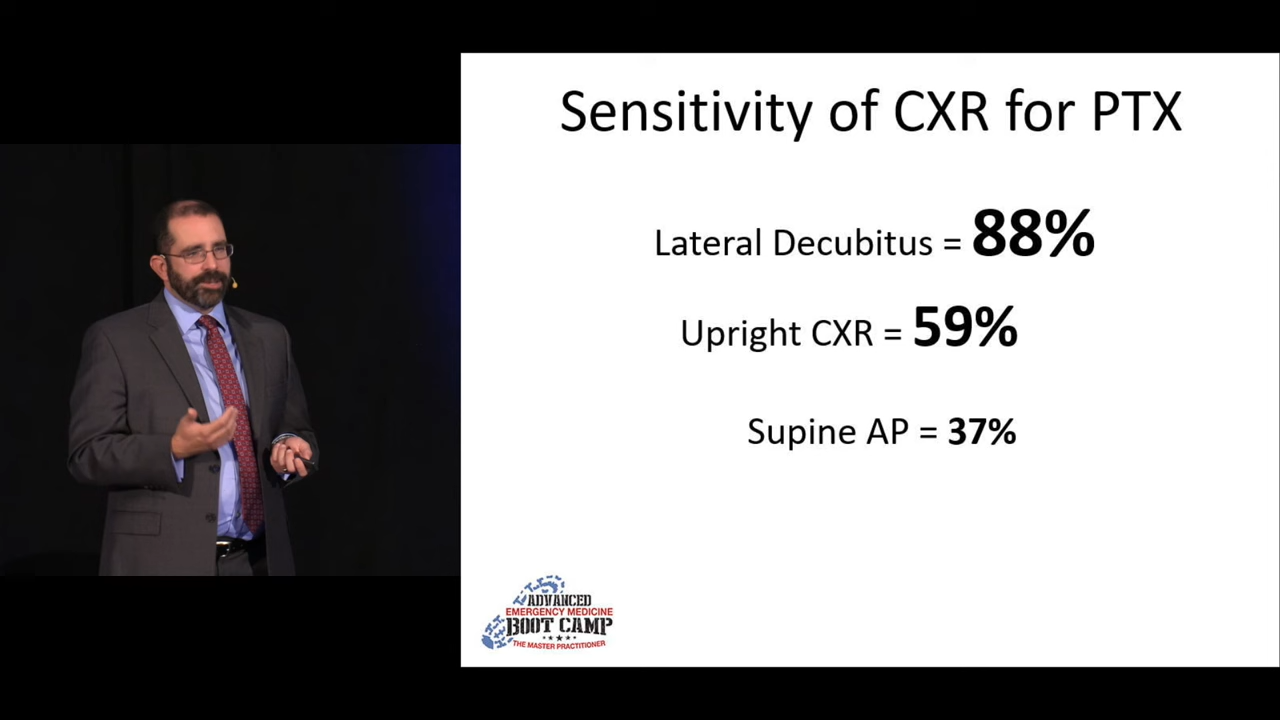 Sensitivity of CXR for PTX
Lateral Decubitus = 88%
Upright CXR = 59%
Supine AP = 37%
ADVANCED
EMERGENCY MEDICINE
BOOT CAMP
THE MASTER PRACTITIONER